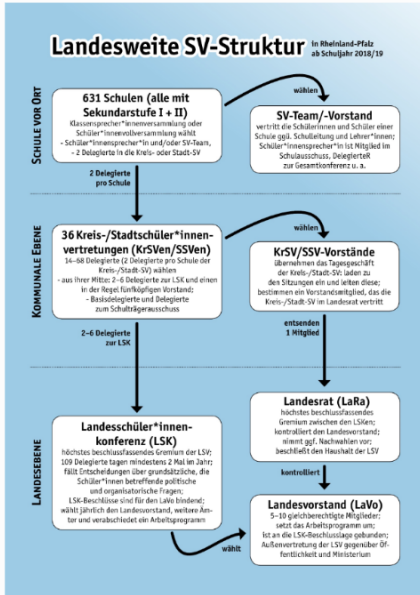 Landesweite SV-Struktur
in Rheinland-Pfalz
ab Schuljahr 2018/19
SCHULE VOR ORT
631 Schulen (alle mit
Sekundarstufe I + II)
Klassensprecher*innenversammlung oder
Schüler*innenvollversammlung wählt
- Schüler*innensprecher*in und/oder SV-Team,
- 2 Delegierte in die Kreis- oder Stadt-SV
wählen
SV-Team/-Vorstand
vertritt die Schülerinnen und Schüler einer
Schule ggü. Schulleitung und Lehrer*innen;
Schüler*innensprecher*in ist Mitglied im
Schulausschuss, DelegierteR
zur Gesamtkonferenz u. a.
2 Delegierte
pro Schule
KOMMUNALE EBENE
36 Kreis-/Stadtschüler*innen-
vertretungen (KrSVen/SSVen)
14–68 Delegierte (2 Delegierte pro Schule der
Kreis-/Stadt-SV) wählen
- aus ihrer Mitte: 2–6 Delegierte zur LSK und einen
in der Regel fünfköpfigen Vorstand;
- Basisdelegierte und Delegierte
zum Schulträgerausschuss
wählen
KrSV/SSV-Vorstände
übernehmen das Tagesgeschäft
der Kreis-/Stadt-SV: laden zu
den Sitzungen ein und leiten diese;
bestimmen ein Vorstandsmitglied, das die
Kreis-/Stadt-SV im Landesrat vertritt
2–6 Delegierte
zur LSK
entsenden
1 Mitglied
LANDESEBENE
Landesschüler*innen-
konferenz (LSK)
höchstes beschlussfassendes Gremium der LSV;
109 Delegierte tagen mindestens 2 Mal im Jahr;
fällt Entscheidungen über grundsätzliche, die
Schüler*innen betreffende politische
und organisatorische Fragen;
LSK-Beschlüsse sind für den LaVo bindend;
wählt jährlich den Landesvorstand, weitere Äm-
ter und verabschiedet ein Arbeitsprogramm
Landesrat (LaRa)
höchstes beschlussfassendes
Gremium zwischen den LSKen;
kontrolliert den Landesvorstand;
nimmt ggf. Nachwahlen vor;
beschließt den Haushalt der LSV
kontrolliert
Landesvorstand (LaVo)
5–10 gleichberechtigte Mitglieder;
setzt das Arbeitsprogramm um;
ist an die LSK-Beschlusslage gebunden;
Außenvertretung der LSV gegenüber Öf-
fentlichkeit und Ministerium
wählt